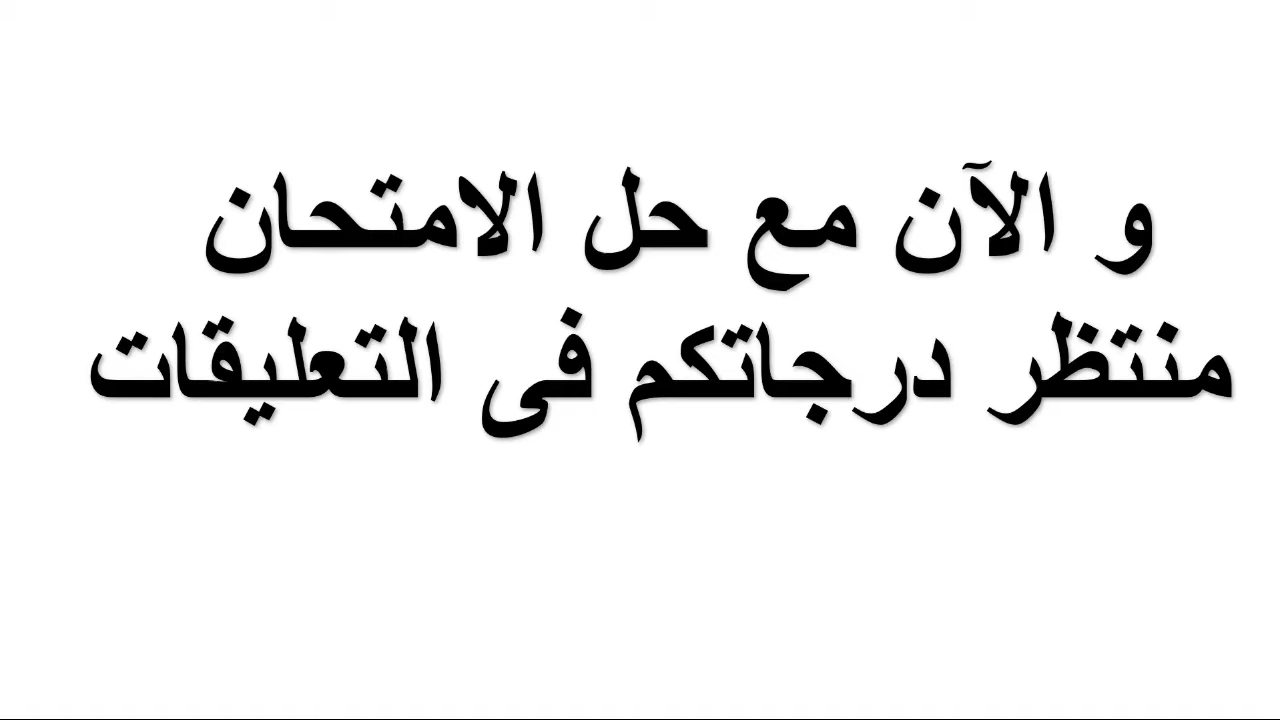 و الآن مع حل الامتحان
منتظر درجاتكم فى التعليقات